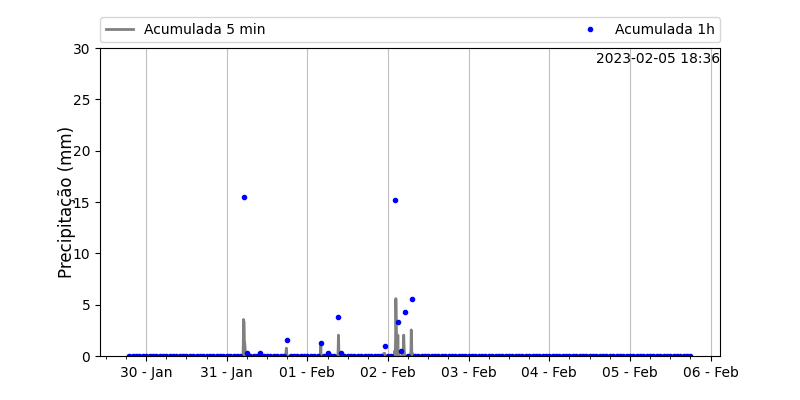 Acumulada 5 min
Acumulada 1h
2023-02-05 18:36
Precipitação (mm)
30
25
20
15
10
5
0
30 - Jan
31 - Jan
01 - Feb
02 - Feb
03 - Feb
04 - Feb
05 - Feb
06 - Feb